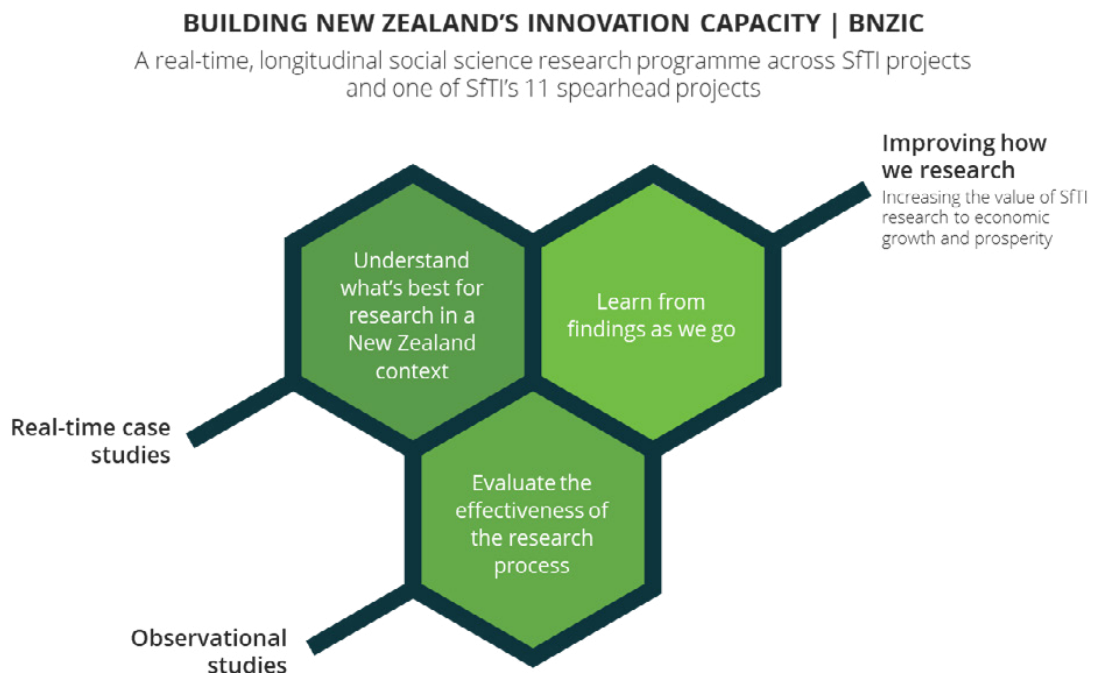 BUILDING NEW ZEALAND'S INNOVATION CAPACITY | BNZIC
A real-time, longitudinal social science research programme across SfTI projects
and one of SfTI's 11 spearhead projects
Improving how
we research
Increasing the value of SfTI
research to economic
growth and prosperity
Understand
what's best for
research in a
New Zealand
context
Learn from
findings as we go
Real-time case
studies
Evaluate the
effectiveness of
the research
process
Observational
studies